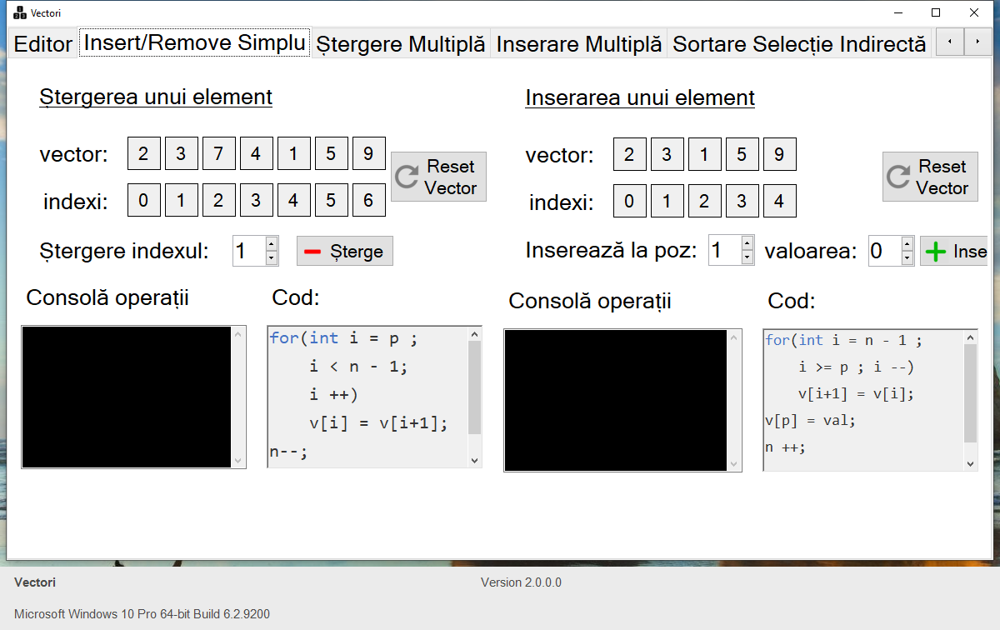 Vectori
Editor Insert/Remove Simplu Ștergere Multiplă Inserare Multiplă Sortare Selecție Indirectă
Ștergerea unui element
vector: 2 3 7 4 1 5 9
Reset
Vector
indexi: 0 1 2 3 4 5 6
Ștergere indexul: 1 Șterge
Consolă operații
Cod:
for(int i = p ;
i < n - 1;
i ++)
v[i] = v[i+1];
n--;
Inserarea unui element
vector: 2 3 1 5 9
Reset
Vector
indexi: 0 1 2 3 4
Inserează la poz: 1 valoarea: 0 Inse
Consolă operații
Cod:
for(int i = n - 1 ;
i >= p ; i --)
v[i+1] = v[i];
v[p] = val;
n ++;
Vectori
Version 2.0.0.0
Microsoft Windows 10 Pro 64-bit Build 6.2.9200